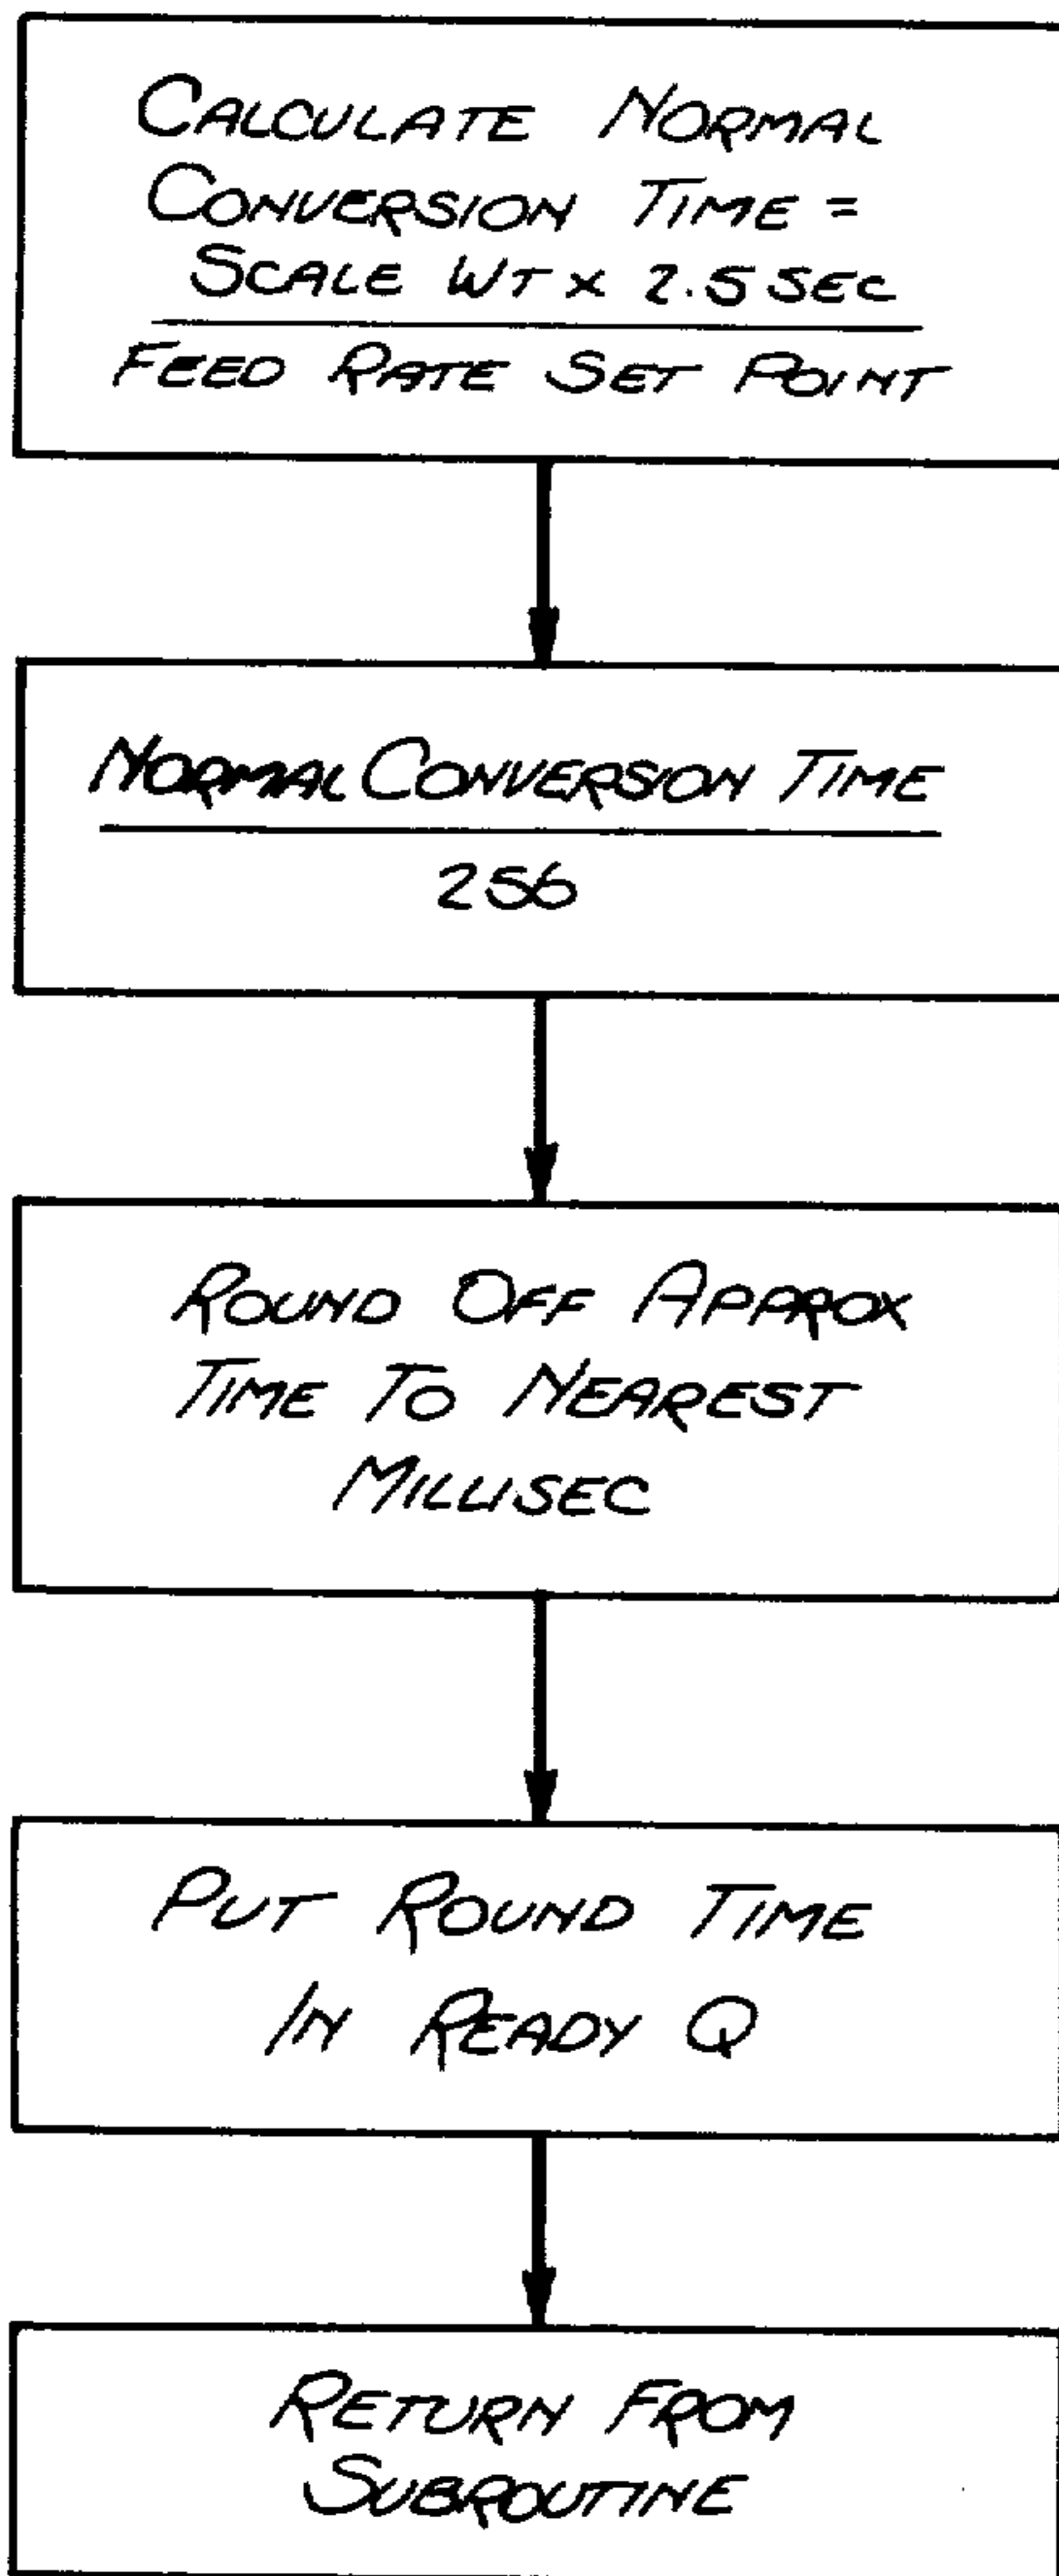 CALCULATE NORMAL
CONVERSION TIME =
SCALE WT x 2.5 SEC
FEED RATE SET POINT
NORMAL CONVERSION TIME
256
ROUND OFF APPROX
TIME TO NEAREST
MILLISEC
PUT ROUND TIME
IN READY Q
RETURN FROM
SUBROUTINE